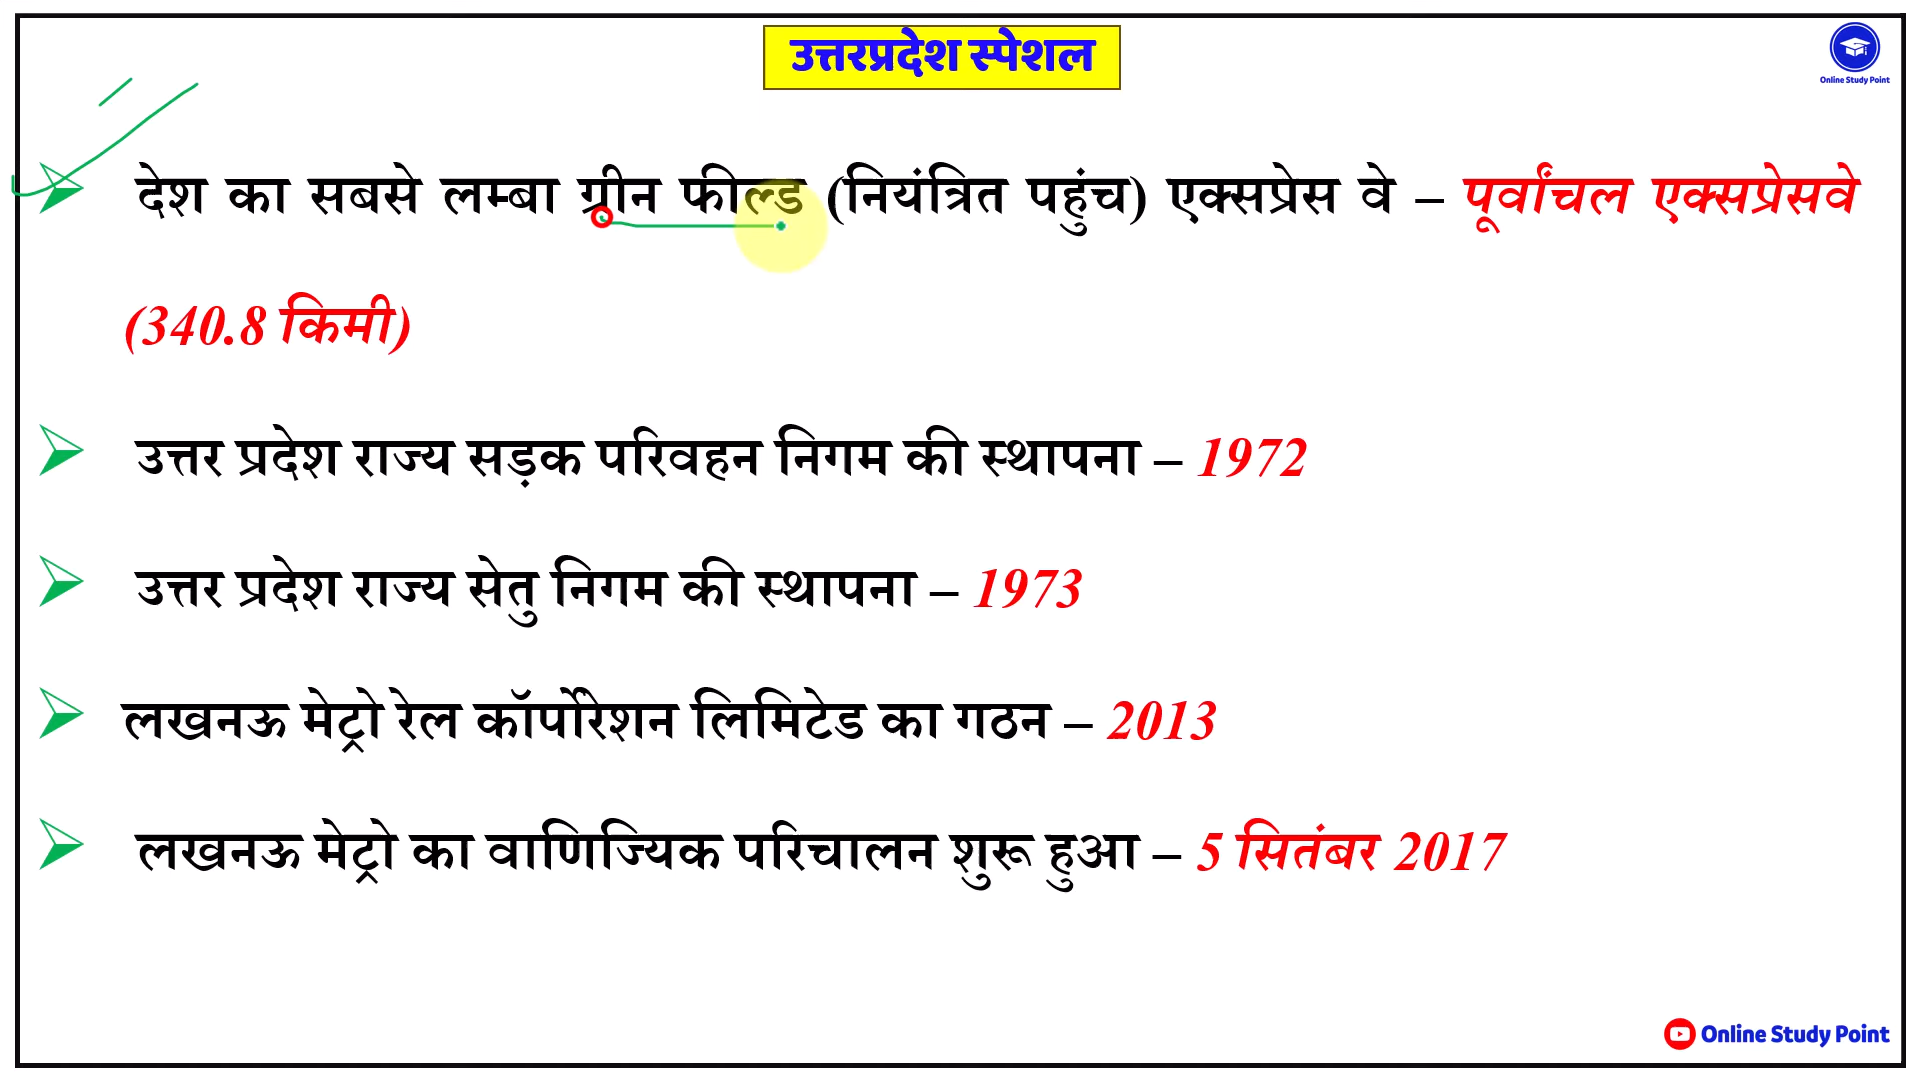 उत्तरप्रदेश स्पेशल
Online Study Point
देश का सबसे लम्बा ग्रीन फील्ड (नियंत्रित पहुंच) एक्सप्रेस वे – पूर्वांचल एक्सप्रेसवे
(340.8 किमी)
उत्तर प्रदेश राज्य सड़क परिवहन निगम की स्थापना – 1972
उत्तर प्रदेश राज्य सेतु निगम की स्थापना – 1973
लखनऊ मेट्रो रेल कॉर्पोरेशन लिमिटेड का गठन – 2013
लखनऊ मेट्रो का वाणिज्यिक परिचालन शुरू हुआ – 5 सितंबर 2017
Online Study Point